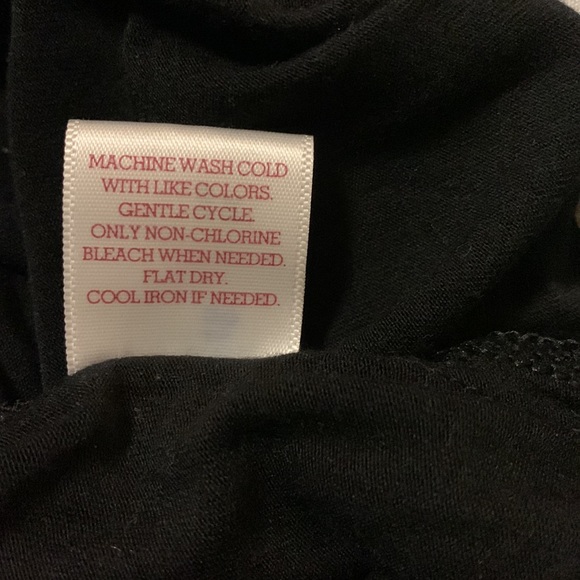 MACHINE WASH COLD
WITH LIKE COLORS.
GENTLE CYCLE.
ONLY NON-CHLORINE
BLEACH WHEN NEEDED.
FLAT DRY.
COOL IRON IF NEEDED.